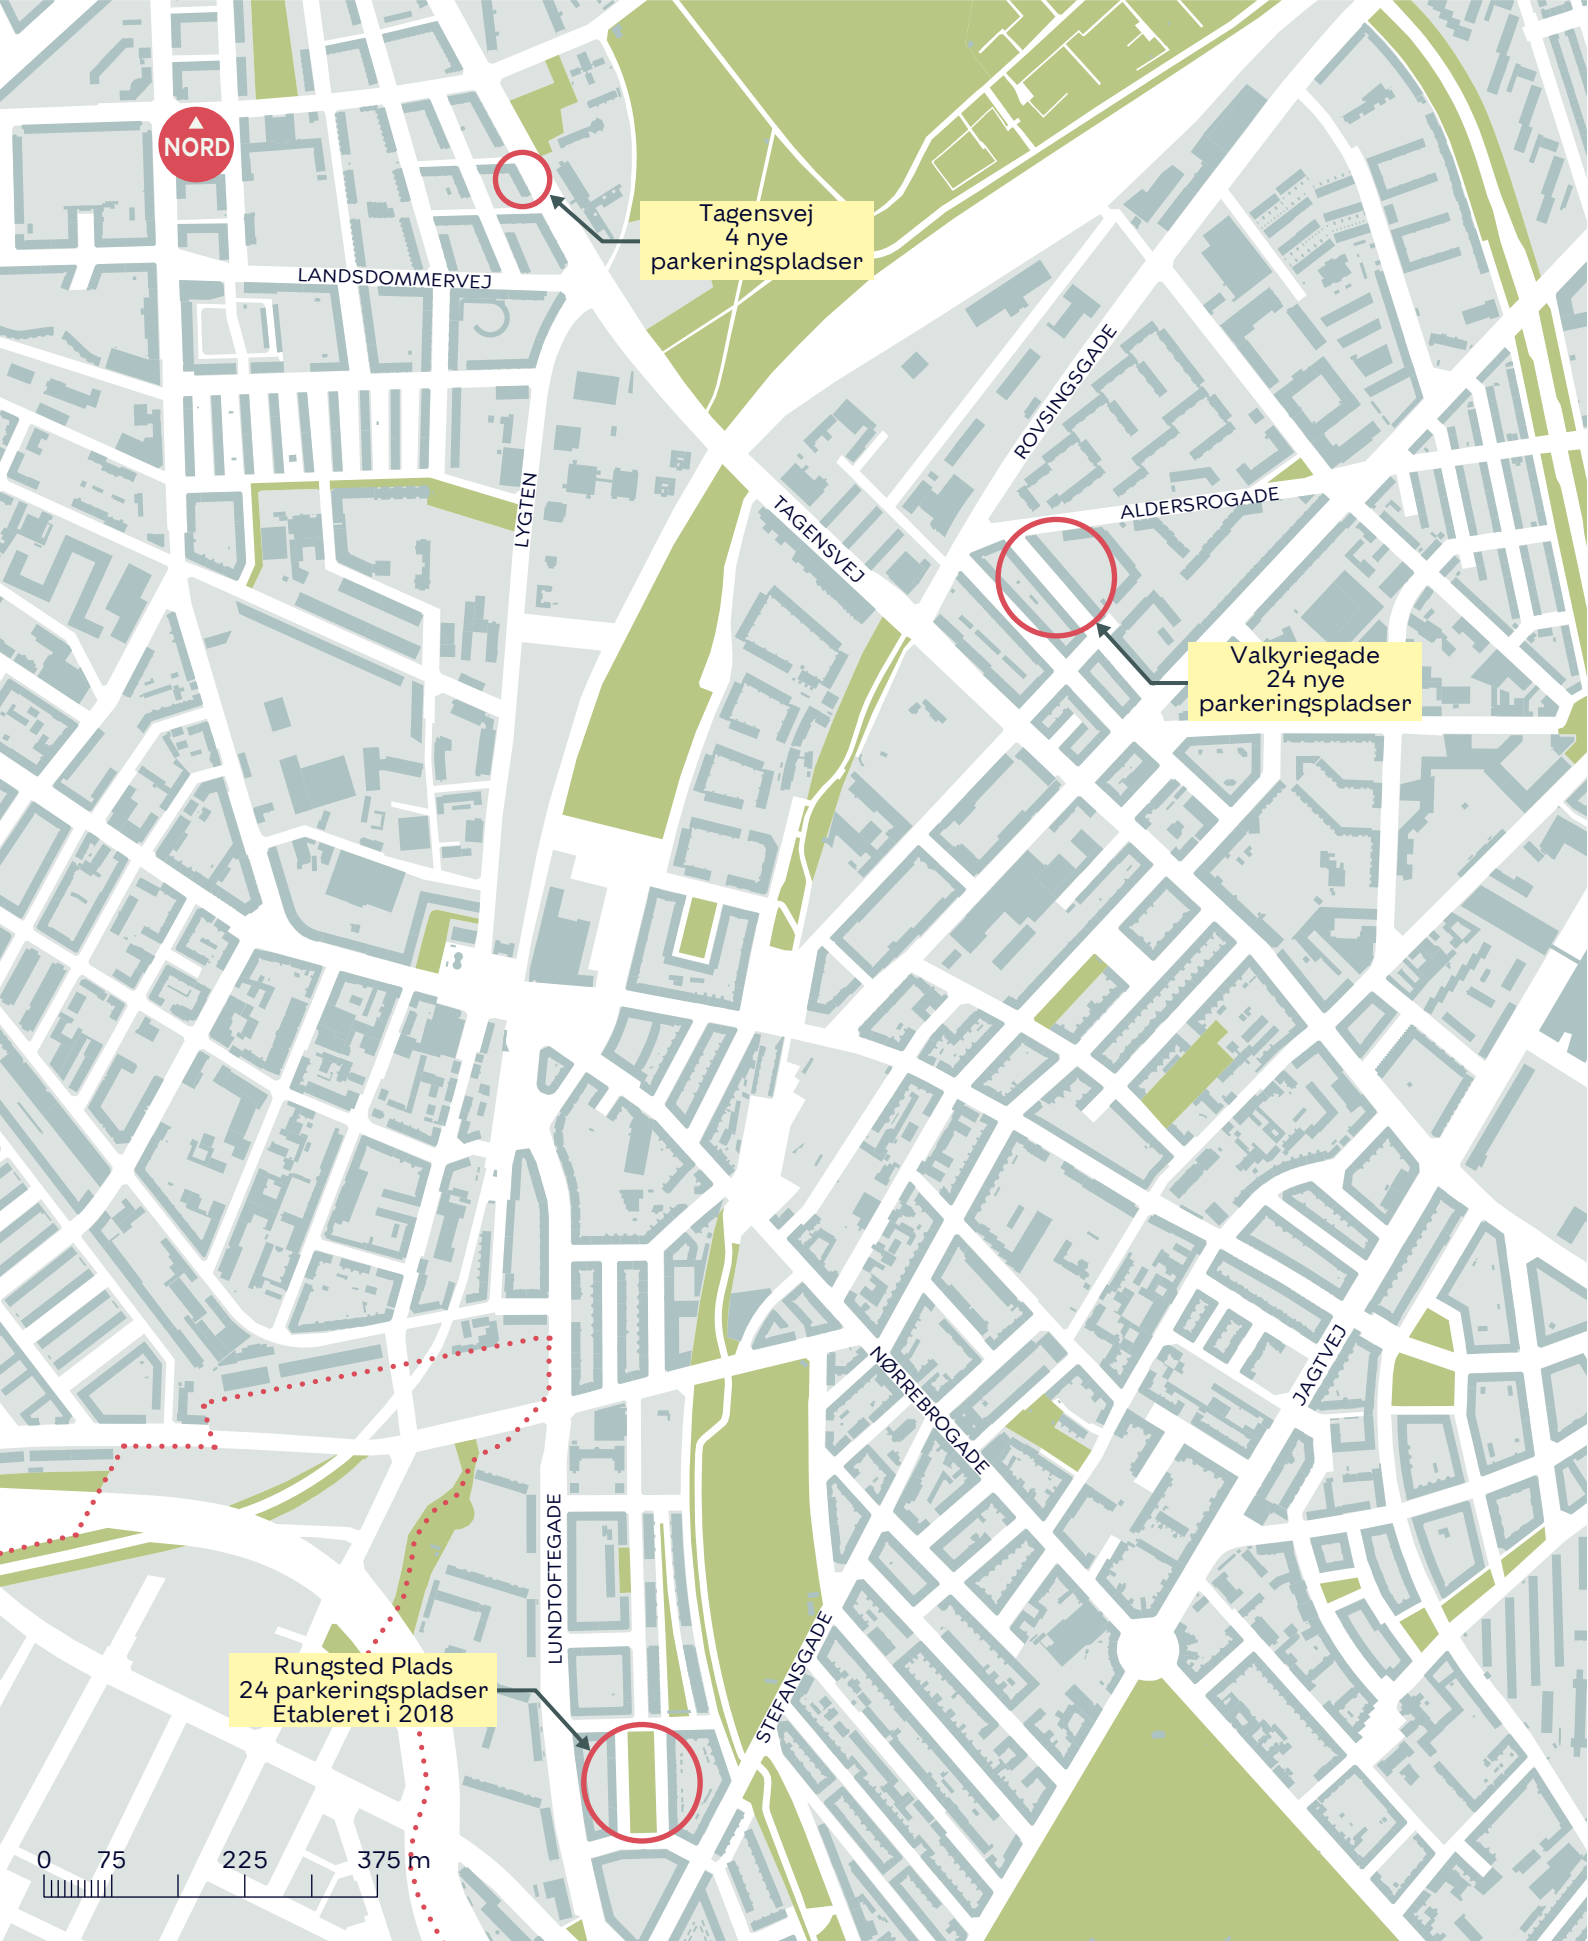 NORD
Tagensvej
4 nye
parkeringspladser
LANDSDOMMERVEJ
ROVSINGSGADE
LYGTEN
ALDERSROGADE
TAGENSVEJ
Valkyriegade
24 nye
parkeringspladser
JAGTVEJ
NØRREBROGADE
LUNDTOFTEGADE
STEFANSGADE
Rungsted Plads
24 parkeringspladser
Etableret i 2018
0 75 225 375 m